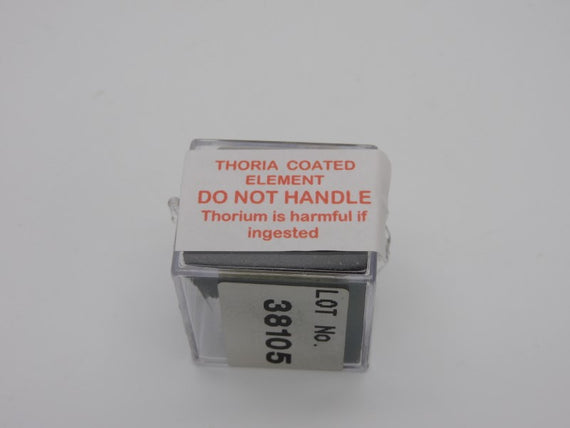 THORIA COATED
ELEMENT
DO NOT HANDLE
Thorium is harmful if
ingested
LOT No.
38105